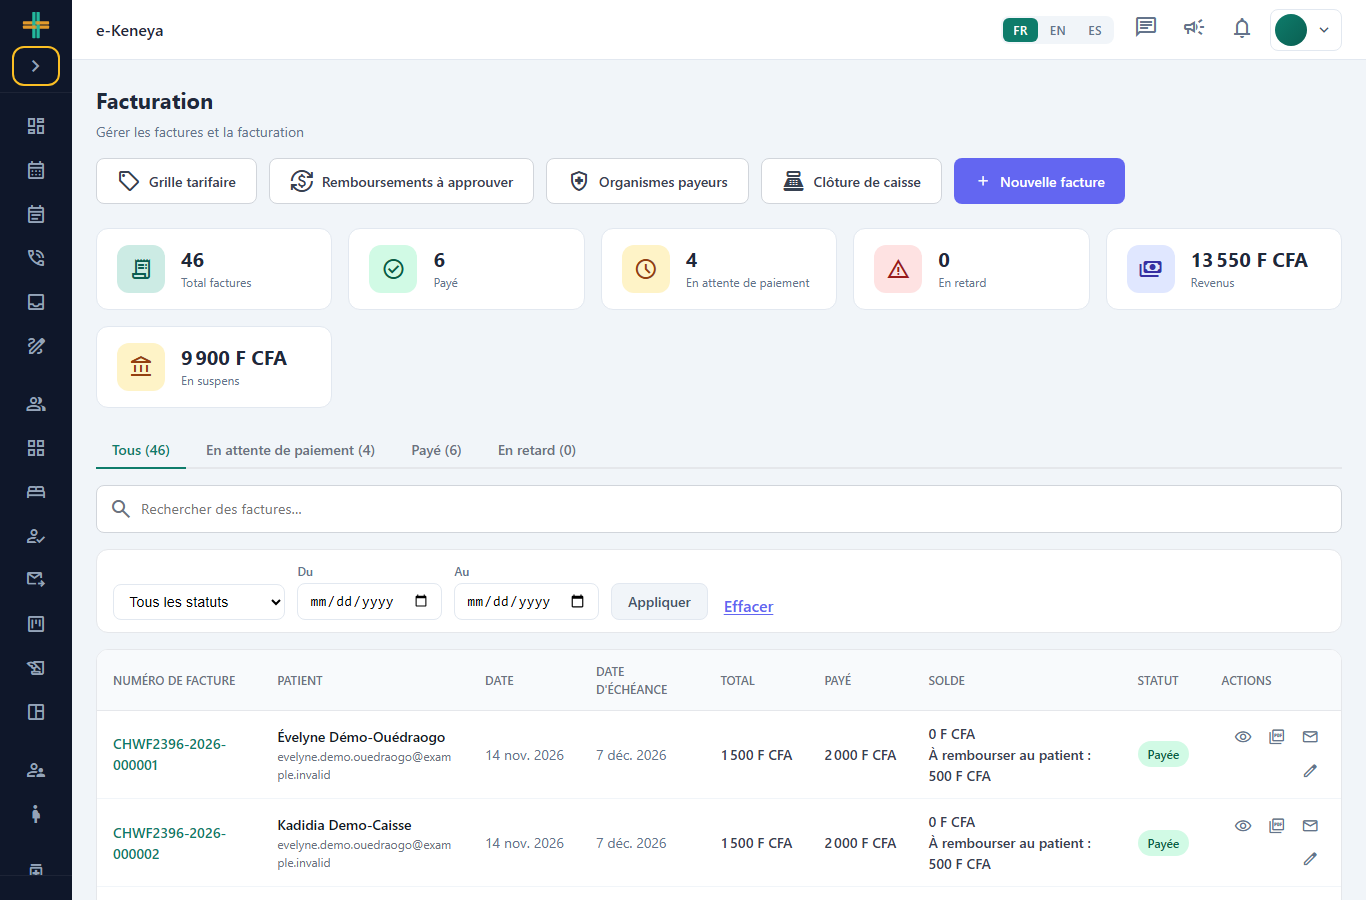 e-Keneya
FR EN ES
Facturation
Gérer les factures et la facturation
Grille tarifaire
Remboursements à approuver
Organismes payeurs
Clôture de caisse
+ Nouvelle facture
46
Total factures
6
Payé
4
En attente de paiement
0
En retard
13 550 F CFA
Revenus
9 900 F CFA
En suspens
Tous (46)
En attente de paiement (4)
Payé (6)
En retard (0)
Rechercher des factures...
Du
Au
Tous les statuts
mm/dd/yyyy
mm/dd/yyyy
Appliquer
Effacer
NUMÉRO DE FACTURE
PATIENT
DATE
DATE
D'ÉCHÉANCE
TOTAL
PAYÉ
SOLDE
STATUT
ACTIONS
CHWF2396-2026-
000001
Évelyne Démo-Ouédraogo
evelyne.demo.ouedraogo@exam
ple.invalid
14 nov. 2026
7 déc. 2026
1 500 F CFA
2 000 F CFA
0 F CFA
À rembourser au patient :
500 F CFA
Payée
PDF
CHWF2396-2026-
000002
Kadidia Demo-Caisse
evelyne.demo.ouedraogo@exam
ple.invalid
14 nov. 2026
7 déc. 2026
1 500 F CFA
2 000 F CFA
0 F CFA
À rembourser au patient :
500 F CFA
Payée
PDF